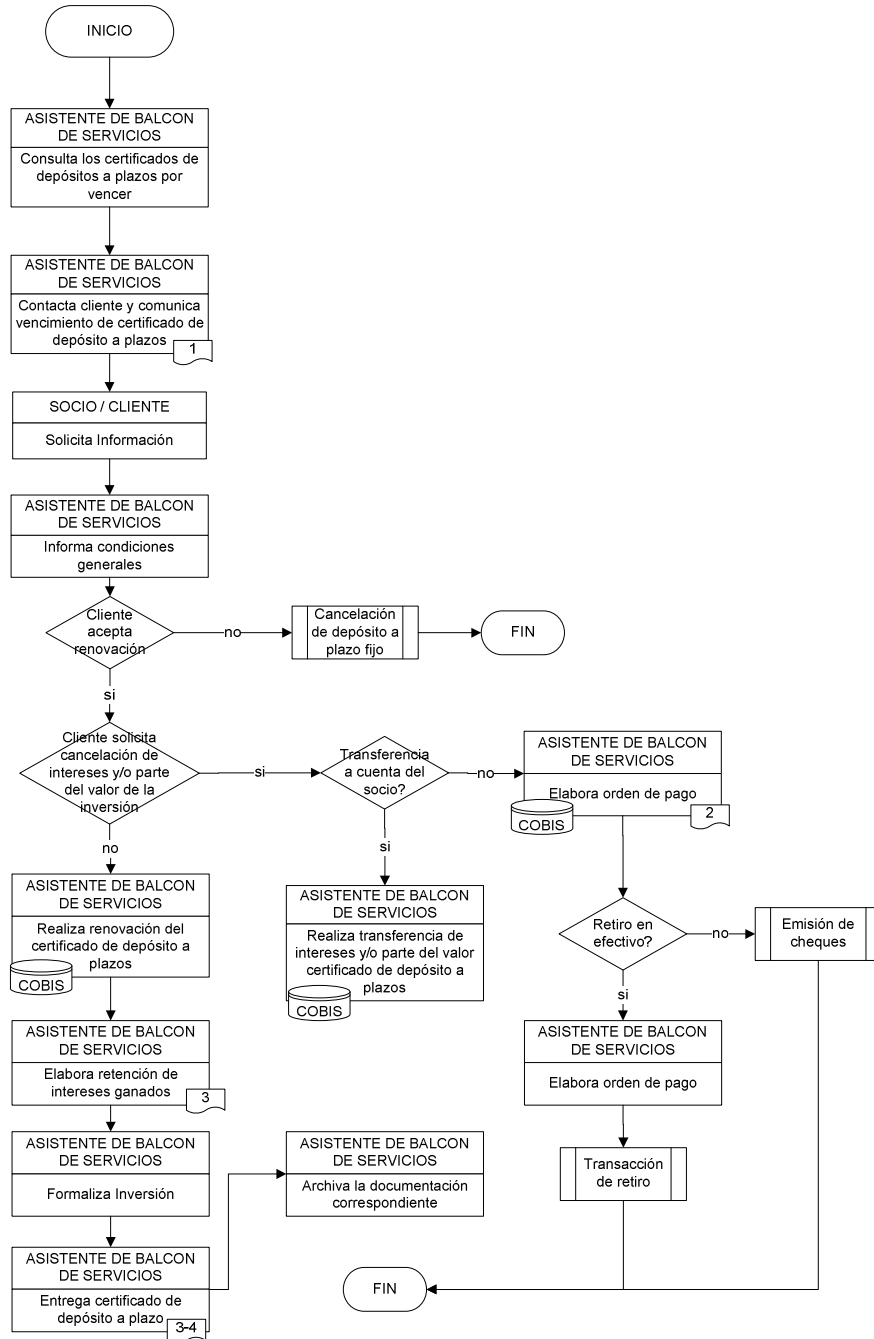 INICIO
ASISTENTE DE BALCON
DE SERVICIOS
Consulta los certificados de
depósitos a plazos por
vencer
ASISTENTE DE BALCON
DE SERVICIOS
Contacta cliente y comunica
vencimiento de certificado de
depósito a plazos
1
SOCIO / CLIENTE
Solicita Información
ASISTENTE DE BALCON
DE SERVICIOS
Informa condiciones
generales
Cliente
acepta
renovación
no
Cancelación
de depósito a
plazo fijo
FIN
si
Cliente solicita
cancelación de
intereses y/o parte
del valor de la
inversión
si
Transferencia
a cuenta del
socio?
no
ASISTENTE DE BALCON
DE SERVICIOS
Elabora orden de pago
COBIS
2
no
si
ASISTENTE DE BALCON
DE SERVICIOS
Realiza renovación del
certificado de depósito a
plazos
COBIS
ASISTENTE DE BALCON
DE SERVICIOS
Realiza transferencia de
intereses y/o parte del valor
certificado de depósito a
plazos
COBIS
Retiro en
efectivo?
no
Emisión de
cheques
si
ASISTENTE DE BALCON
DE SERVICIOS
Elabora retención de
intereses ganados
3
ASISTENTE DE BALCON
DE SERVICIOS
Elabora orden de pago
ASISTENTE DE BALCON
DE SERVICIOS
Formaliza Inversión
ASISTENTE DE BALCON
DE SERVICIOS
Archiva la documentación
correspondiente
Transacción
de retiro
ASISTENTE DE BALCON
DE SERVICIOS
Entrega certificado de
depósito a plazo
3-4
FIN